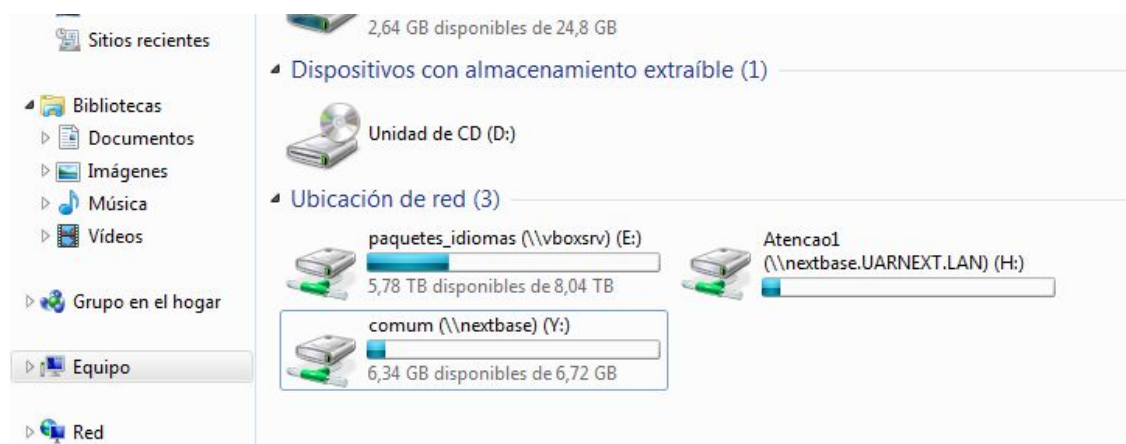 Sitios recientes
Bibliotecas
Documentos
Imágenes
Música
Vídeos
Grupo en el hogar
Equipo
Red
2,64 GB disponibles de 24,8 GB
Dispositivos con almacenamiento extraíble (1)
Unidad de CD (D:)
Ubicación de red (3)
paquetes_idiomas (\\vboxsrv) (E:)
5,78 TB disponibles de 8,04 TB
Atencao1
(\\nextbase.UARNEXT.LAN) (H:)
comum (\\nextbase) (Y:)
6,34 GB disponibles de 6,72 GB